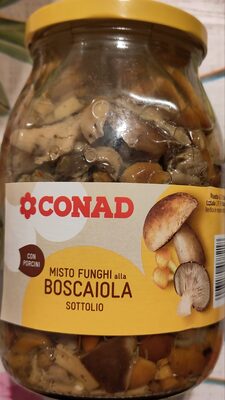 CONAD
CON
PORCINI
MISTO FUNGHI alla
BOSCAIOLA
SOTTOLIO